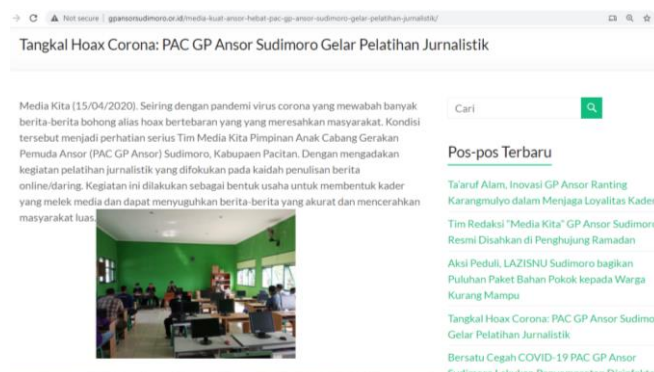 Not secure | gpansorsudimoro.or.id/media-kuat-ansor-hebat-pac-gp-ansor-sudimoro-gelar-pelatihan-jurnalistik/
Tangkal Hoax Corona: PAC GP Ansor Sudimoro Gelar Pelatihan Jurnalistik
Media Kita (15/04/2020). Seiring dengan pandemi virus corona yang mewabah banyak
berita-berita bohong alias hoax bertebaran yang yang meresahkan masyarakat. Kondisi
tersebut menjadi perhatian serius Tim Media Kita Pimpinan Anak Cabang Gerakan
Pemuda Ansor (PAC GP Ansor) Sudimoro, Kabupaen Pacitan. Dengan mengadakan
kegiatan pelatihan jurnalistik yang difokuskan pada kaidah penulisan berita
online/daring. Kegiatan ini dilakukan sebagai bentuk usaha untuk membentuk kader
yang melek media dan dapat menyuguhkan berita-berita yang akurat dan mencerahkan
masyarakat luas.
Cari
Pos-pos Terbaru
Ta'aruf Alam, Inovasi GP Ansor Ranting
Karangmulyo dalam Menjaga Loyalitas Kader
Tim Redaksi "Media Kita" GP Ansor Sudimoro
Resmi Disahkan di Penghujung Ramadan
Aksi Peduli, LAZISNU Sudimoro bagikan
Puluhan Paket Bahan Pokok kepada Warga
Kurang Mampu
Tangkal Hoax Corona: PAC GP Ansor Sudimo
Gelar Pelatihan Jurnalistik
Bersatu Cegah COVID-19 PAC GP Ansor